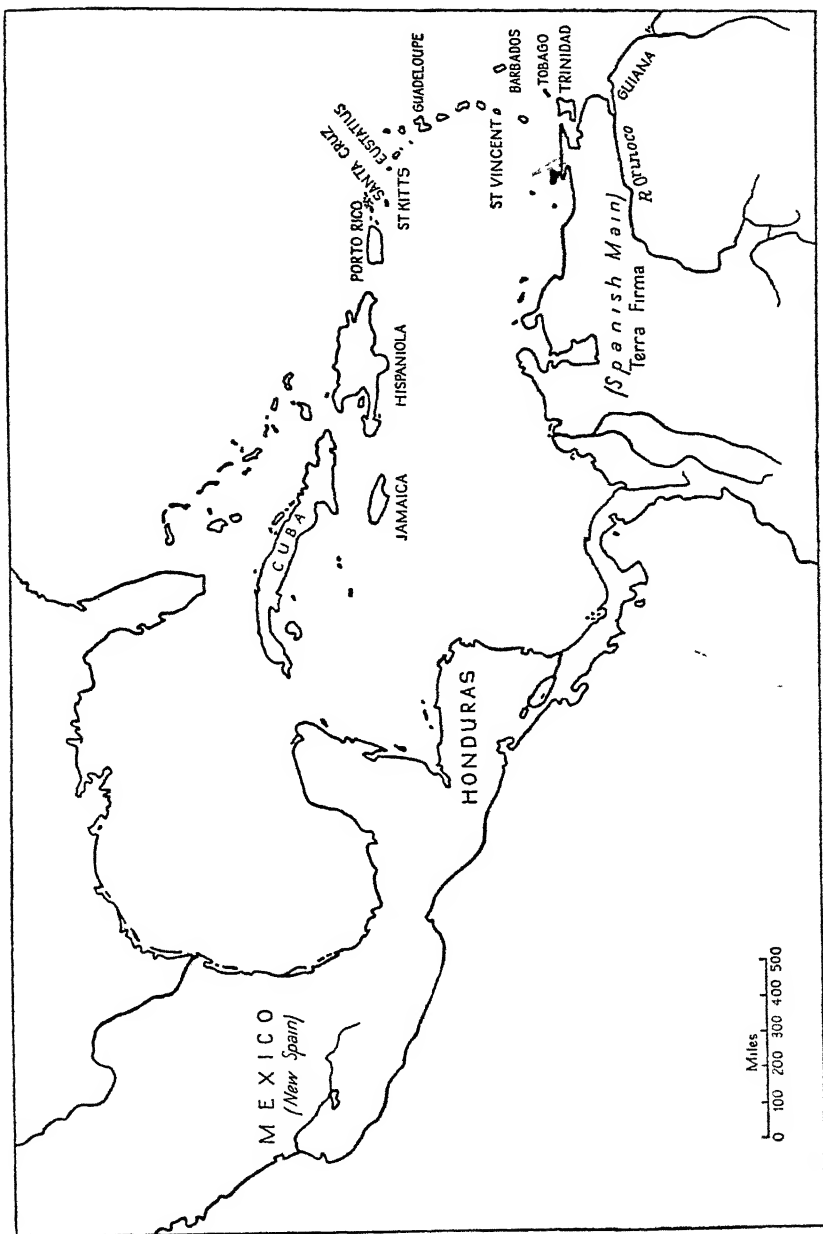 MEXICO
(New Spain)
HONDURAS
CUBA
JAMAICA
HISPANIOLA
PORTO RICO
SANTA CRUZ
EUSTATIUS
ST KITTS
GUADELOUPE
ST VINCENT
BARBADOS
TOBAGO
TRINIDAD
(Spanish Main)
Terra Firma
R Orinoco
GUIANA
Miles
0 100 200 300 400 500